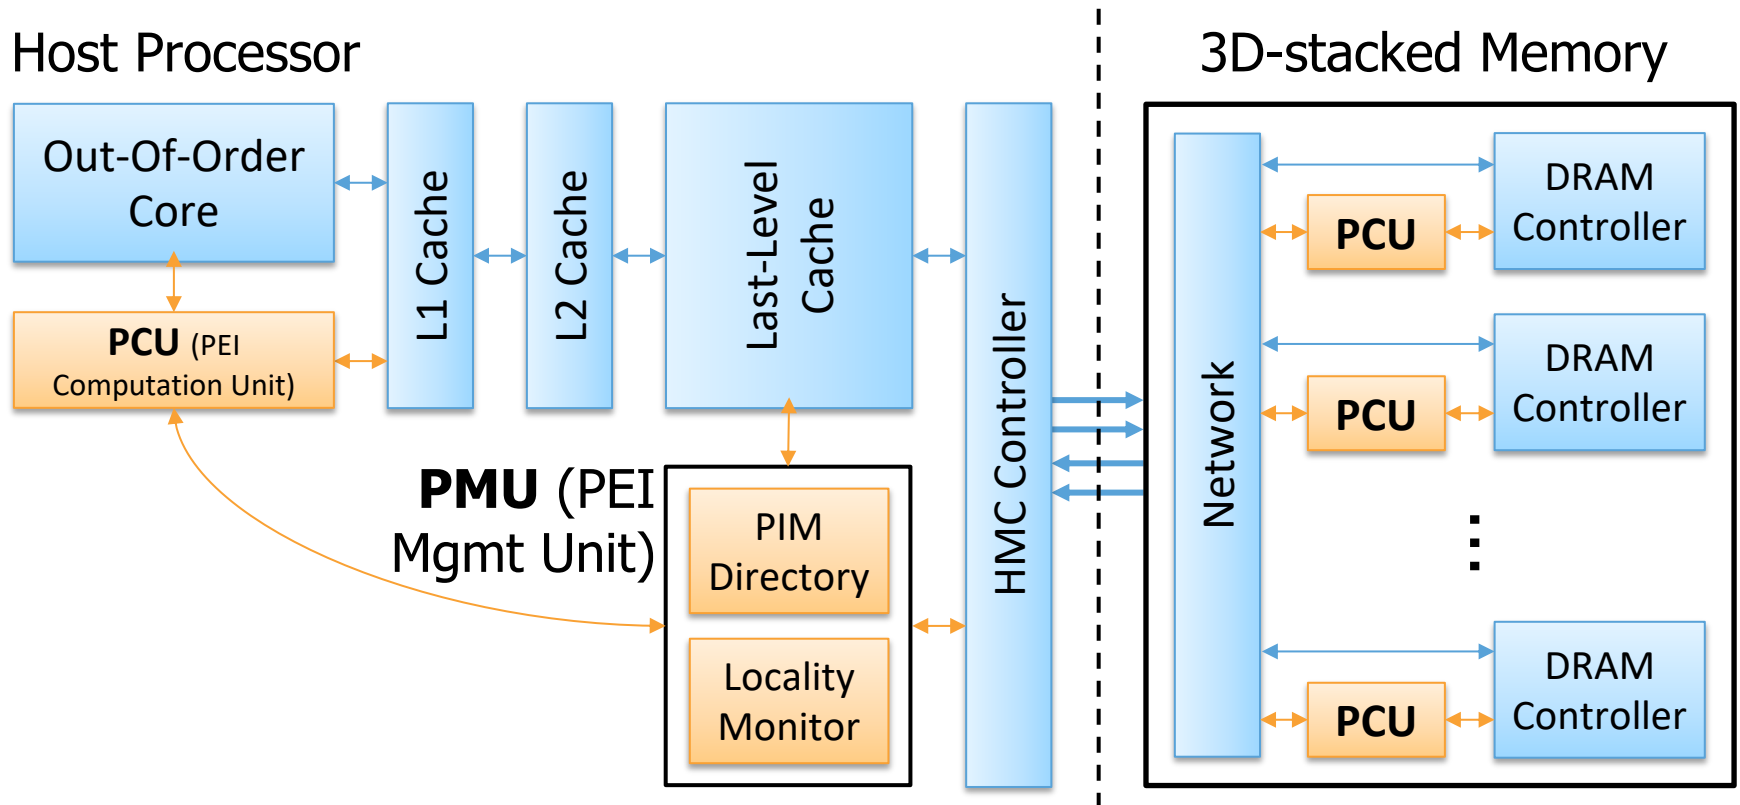 Host Processor
3D-stacked Memory
Out-Of-Order
Core
PCU (PEI
Computation Unit)
L1 Cache
L2 Cache
Last-Level
Cache
PMU (PEI
Mgmt Unit)
PIM
Directory
Locality
Monitor
HMC Controller
Network
PCU
DRAM
Controller
PCU
DRAM
Controller
PCU
DRAM
Controller